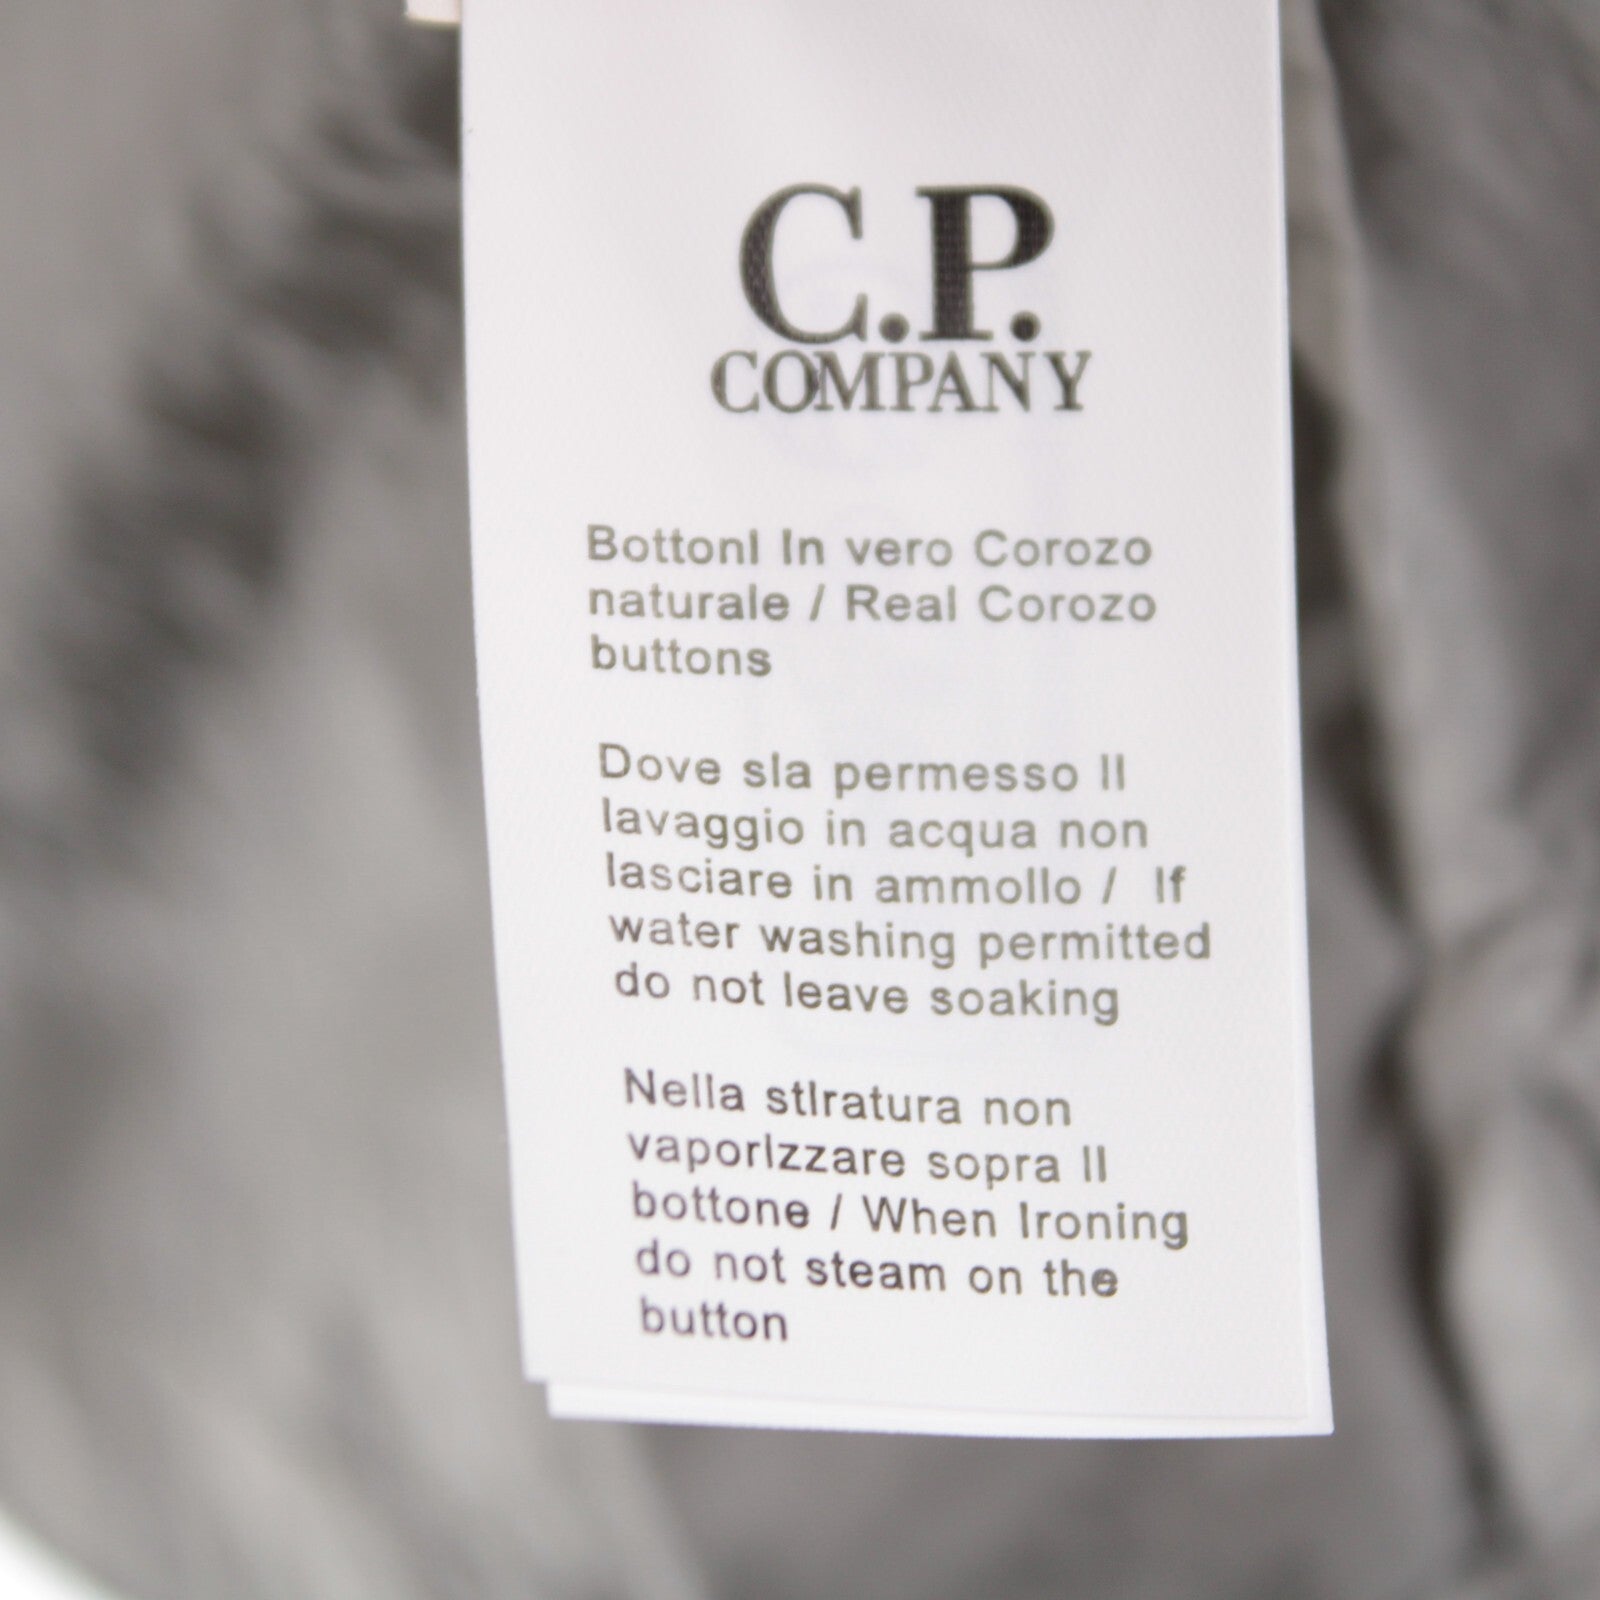 C.P.
COMPANY
Bottoni in vero Corozo
naturale / Real Corozo
buttons
Dove sia permesso il
lavaggio in acqua non
lasciare in ammollo / If
water washing permitted
do not leave soaking
Nella stiratura non
vaporizzare sopra il
bottone / When Ironing
do not steam on the
button